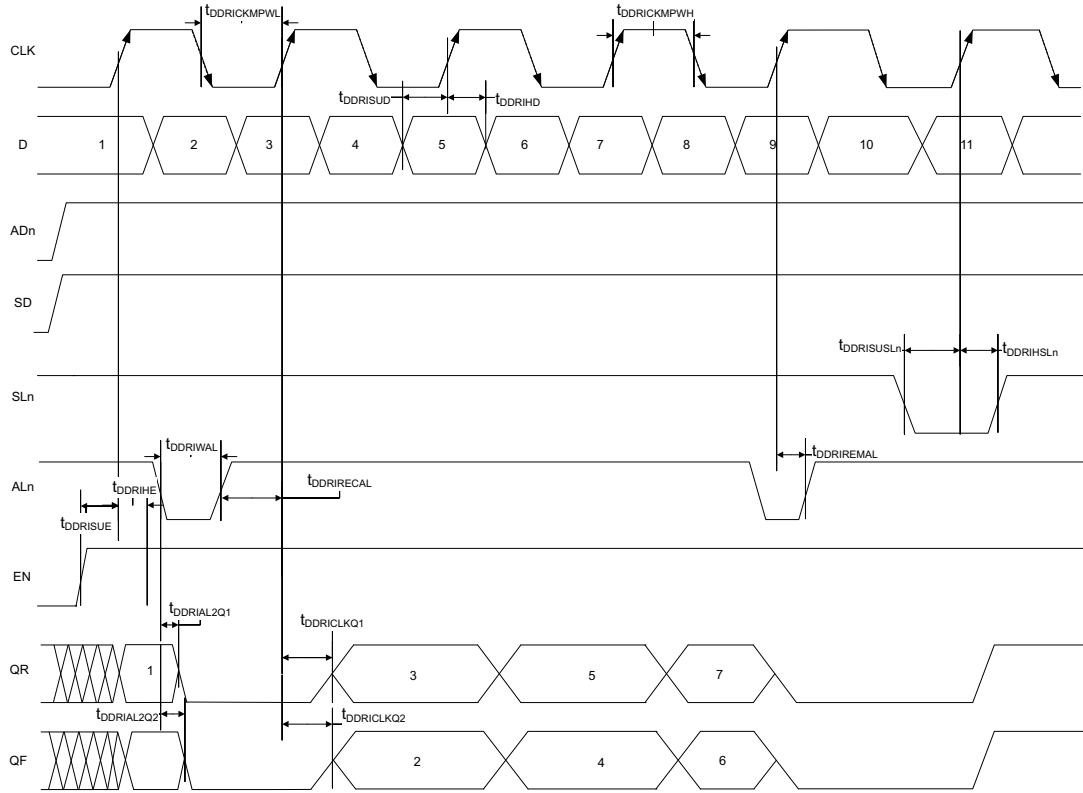 tDDRICKMPWL
tDDRICKMPWH
CLK
tDDRISUD
tDDRIHD
D
1 2 3 4 5 6 7 8 9 10 11
ADn
SD
tDDRISUSLn
tDDRIHSLn
SLn
tDDRIWAL
tDDRIREMAL
ALn
tDDRIHE
tDDRIRECAL
tDDRISUE
EN
tDDRIAL2Q1
tDDRICLKQ1
QR
1 3 5 7
tDDRIAL2Q2
tDDRICLKQ2
QF
2 4 6